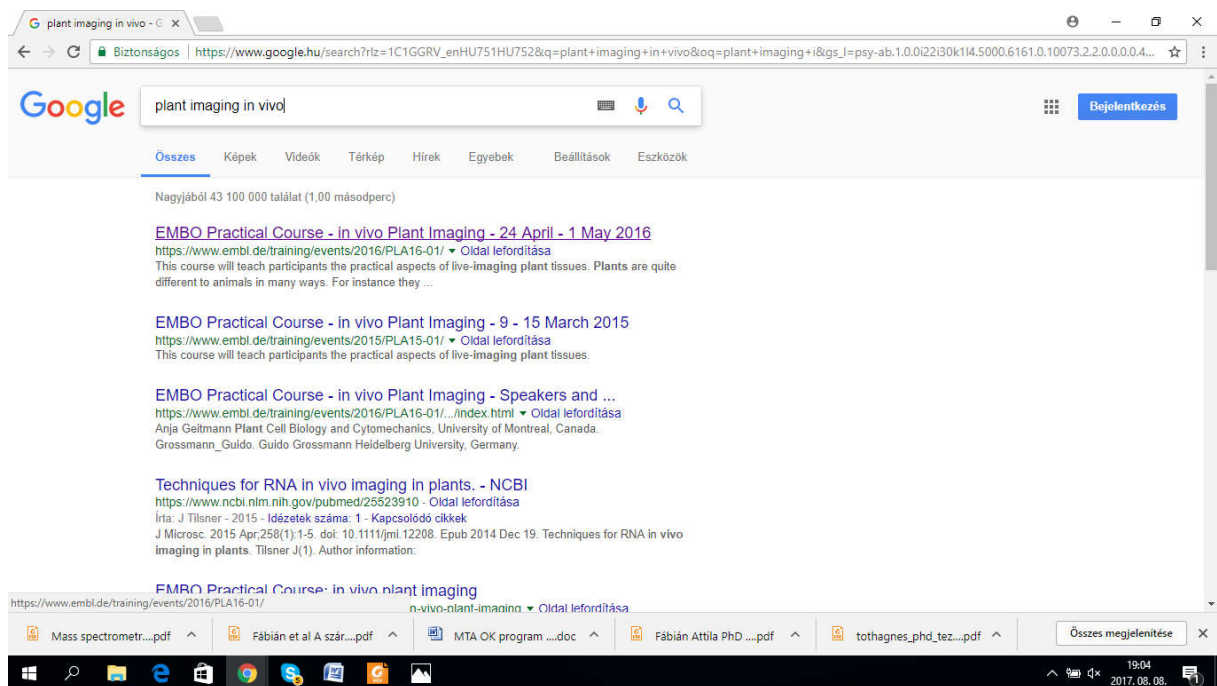 plant imaging in vivo - G
Biztonságos | https://www.google.hu/search?rlz=1C1GGRV_enHU751HU752&q=plant+imaging+in+vivo&oq=plant+imaging+i&gs_l=psy-ab.1.0.0i22i30k1l4.5000.6161.0.10073.2.2.0.0.0.0.4...
Google plant imaging in vivo Bejelentkezés
Összes Képek Videók Térkép Hírek Egyebek Beállítások Eszközök
Nagyjából 43 100 000 találat (1,00 másodperc)
EMBO Practical Course - in vivo Plant Imaging - 24 April - 1 May 2016
https://www.embl.de/training/events/2016/PLA16-01/ ▼ Oldal lefordítása
This course will teach participants the practical aspects of live-imaging plant tissues. Plants are quite
different to animals in many ways. For instance they ...
EMBO Practical Course - in vivo Plant Imaging - 9 - 15 March 2015
https://www.embl.de/training/events/2015/PLA15-01/ ▼ Oldal lefordítása
This course will teach participants the practical aspects of live-imaging plant tissues.
EMBO Practical Course - in vivo Plant Imaging - Speakers and ...
https://www.embl.de/training/events/2016/PLA16-01/.../index.html ▼ Oldal lefordítása
Anja Geitmann Plant Cell Biology and Cytomechanics, University of Montreal, Canada.
Grossmann_Guido. Guido Grossmann Heidelberg University, Germany.
Techniques for RNA in vivo imaging in plants. - NCBI
https://www.ncbi.nlm.nih.gov/pubmed/25523910 - Oldal lefordítása
Írta: J Tilsner - 2015 - Idézetek száma: 1 - Kapcsolódó cikkek
J Microsc. 2015 Apr;258(1):1-5. doi: 10.1111/jmi.12208. Epub 2014 Dec 19. Techniques for RNA in vivo
imaging in plants. Tilsner J(1). Author information:
EMBO Practical Course: in vivo plant imaging
https://www.embl.de/training/events/2016/PLA16-01/ n-vivo-plant-imaging ▼ Oldal lefordítása
Mass spectrometr....pdf Fábián et al A szár....pdf MTA OK program ....doc Fábián Attila PhD ....pdf tothagnes_phd_tez....pdf Összes megjelenítése
19:04
2017. 08. 08.